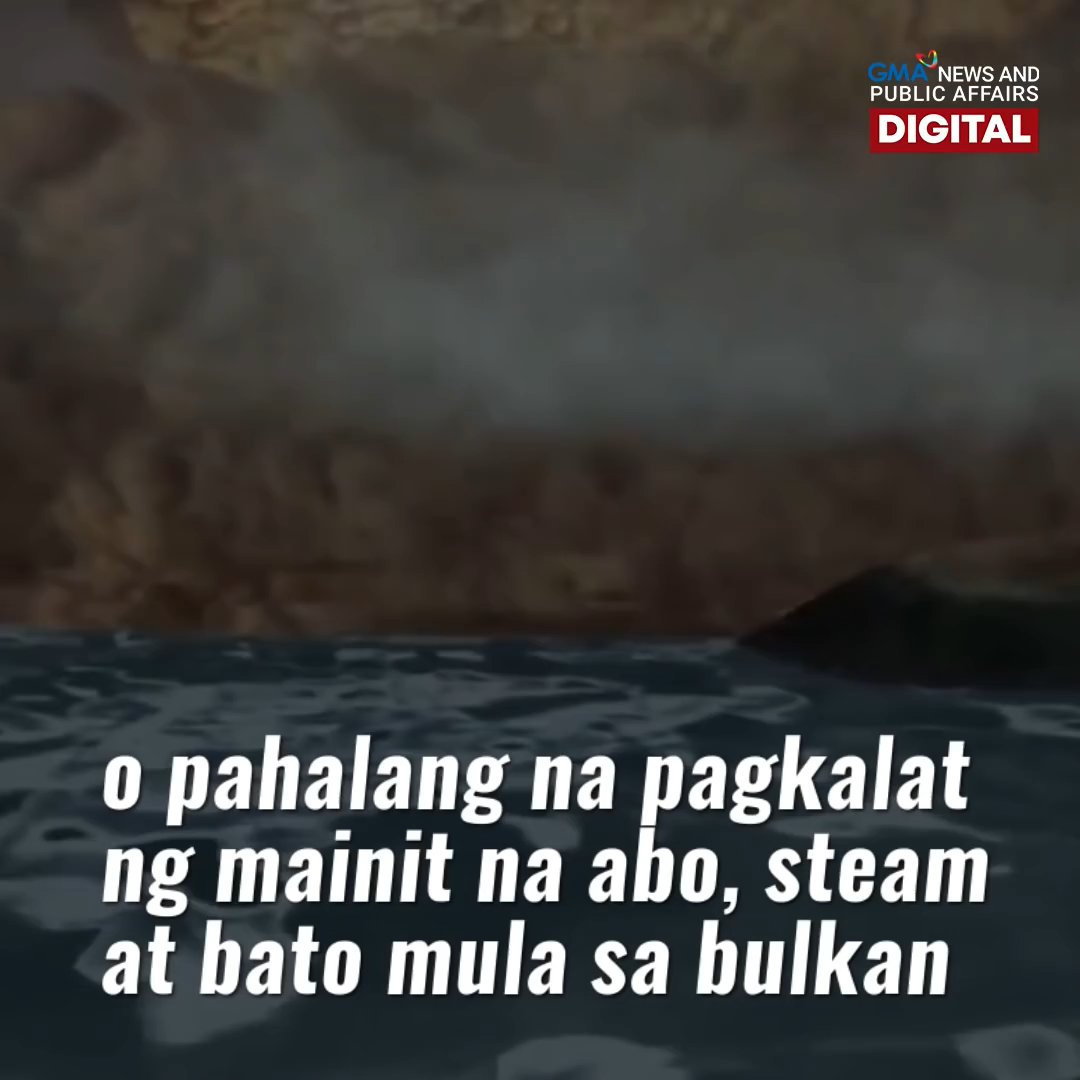 GMA NEWS AND
PUBLIC AFFAIRS
DIGITAL
o pahalang na pagkalat
ng mainit na abo, steam
at bato mula sa bulkan